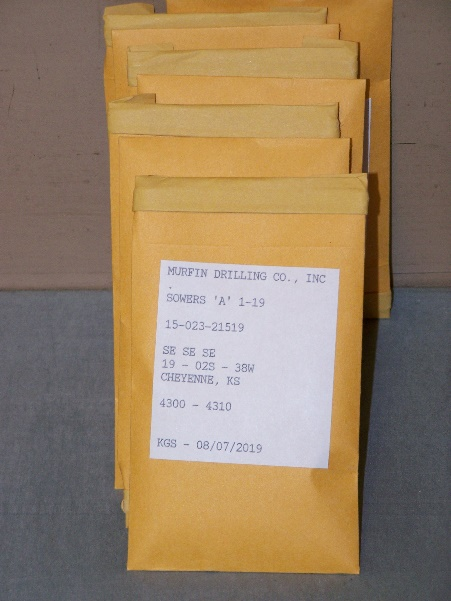 MURFIN DRILLING CO., INC
.
SOWERS 'A' 1-19
15-023-21519
SE SE SE
19 - 02S - 38W
CHEYENNE, KS
4300 - 4310
KGS - 08/07/2019